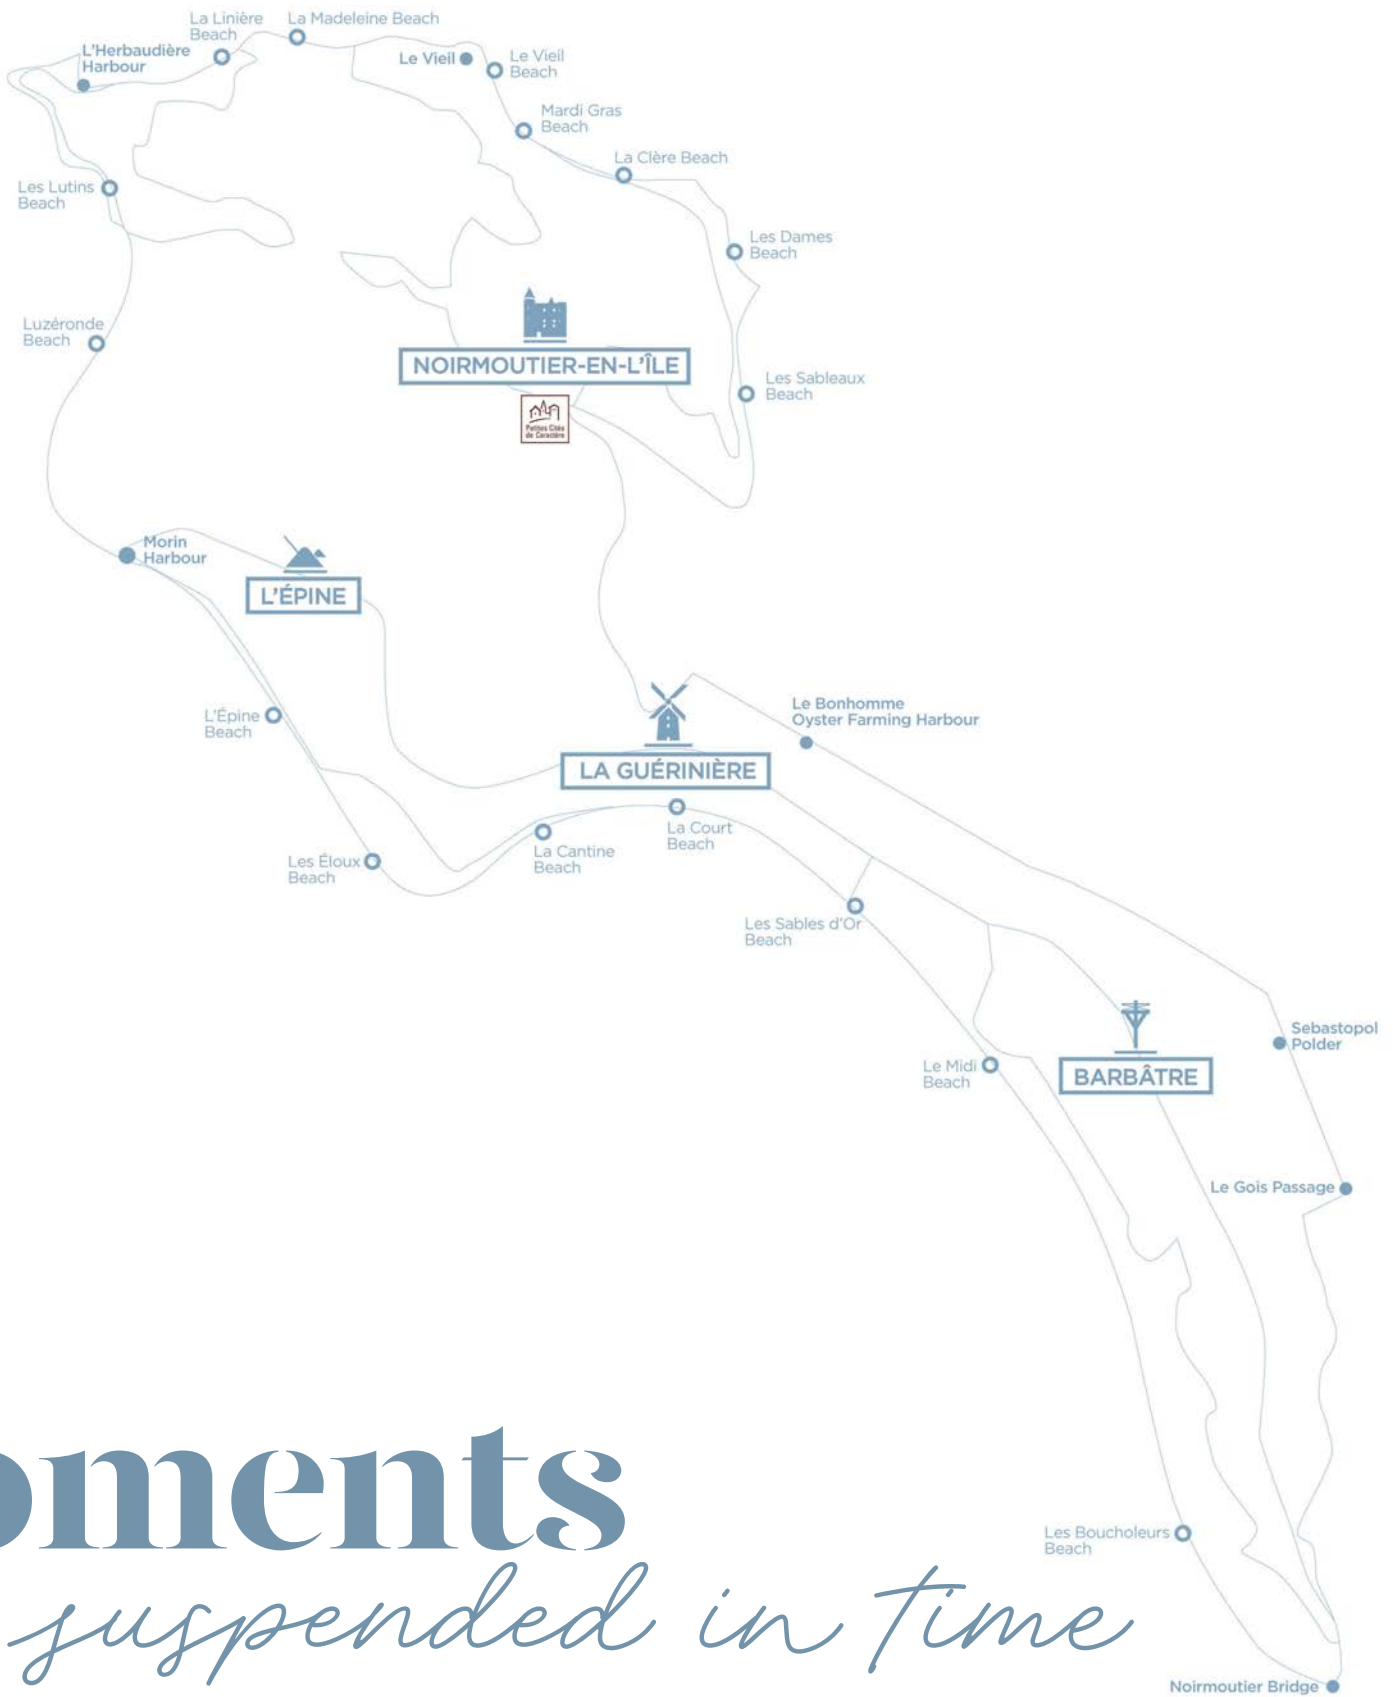 La Linière
Beach
La Madeleine Beach
L'Herbaudière
Harbour
Le Vieil
Le Vieil
Beach
Mardi Gras
Beach
La Clère Beach
Les Lutins
Beach
Les Dames
Beach
Luzéronde
Beach
NOIRMOUTIER-EN-L'ÎLE
Les Sableaux
Beach
Petites Cités
de Caractère
Morin
Harbour
L'ÉPINE
L'Épine
Beach
Le Bonhomme
Oyster Farming Harbour
LA GUÉRINIÈRE
La Court
Beach
La Cantine
Beach
Les Éloux
Beach
Les Sables d'Or
Beach
Sebastopol
Polder
Le Midi
Beach
BARBÂTRE
Le Gois Passage
oments
suspended in time
Les Boucholeurs
Beach
Noirmoutier Bridge